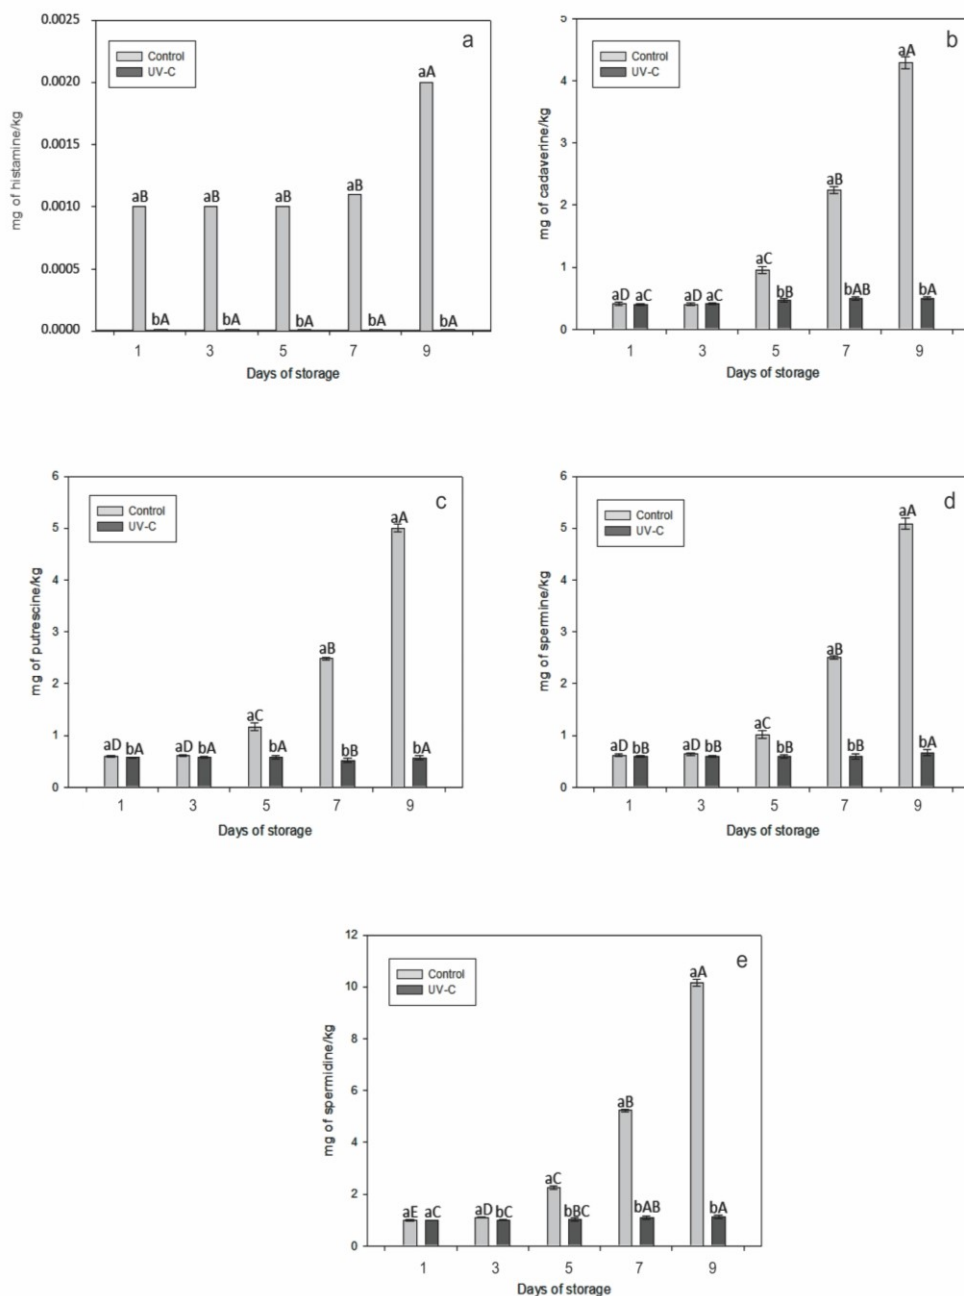 a
0.0025
Control
UV-C
0.0020
0.0015
0.0010
0.0005
0.0000
mg of histamine/kg
aB bA aB bA aB bA aB bA aA bA
1 3 5 7 9
Days of storage
b
5
Control
UV-C
4
3
2
1
0
mg of cadaverine/kg
aD aC aD aC aC bB aB bAB aA bA
1 3 5 7 9
Days of storage
c
6
Control
UV-C
5
4
3
2
1
0
mg of putrescine/kg
aD bA aD bA aC bA aB bB aA bA
1 3 5 7 9
Days of storage
d
6
Control
UV-C
5
4
3
2
1
0
mg of spermine/kg
aD bB aD bB aC bB aB bB aA bA
1 3 5 7 9
Days of storage
e
12
Control
UV-C
10
8
6
4
2
0
mg of spermidine/kg
aE aC aD bC aC bBC aB bAB aA bA
1 3 5 7 9
Days of storage